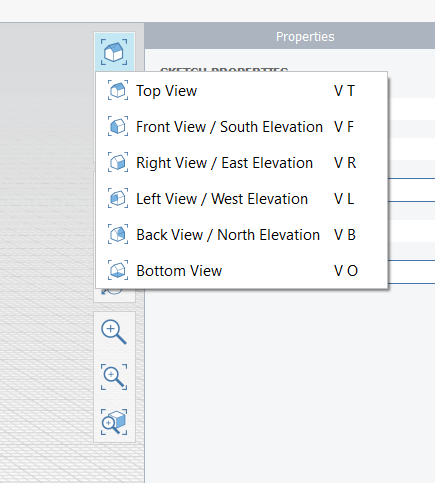 Properties
SKETCH PROPERTIES
Top View V T
Front View / South Elevation V F
Right View / East Elevation V R
Left View / West Elevation V L
Back View / North Elevation V B
Bottom View V O